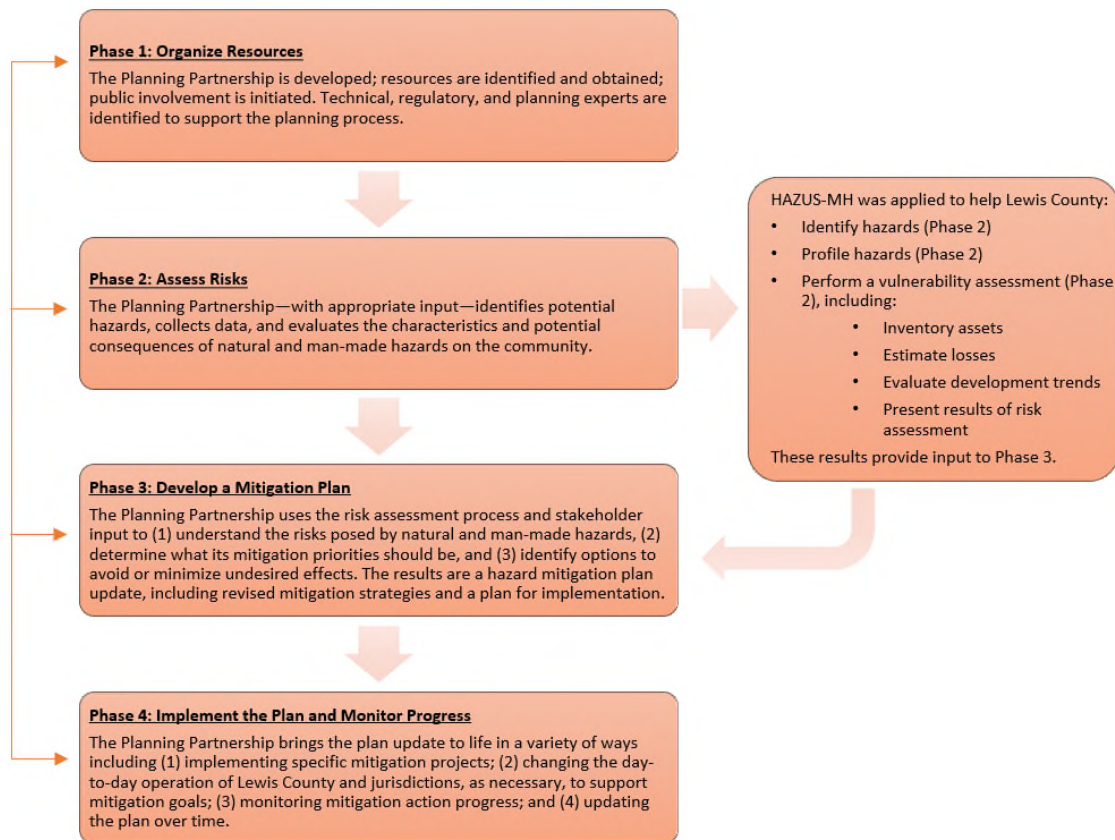 Phase 1: Organize Resources
The Planning Partnership is developed; resources are identified and obtained;
public involvement is initiated. Technical, regulatory, and planning experts are
identified to support the planning process.
Phase 2: Assess Risks
The Planning Partnership—with appropriate input—identifies potential
hazards, collects data, and evaluates the characteristics and potential
consequences of natural and man-made hazards on the community.
HAZUS-MH was applied to help Lewis County:
• Identify hazards (Phase 2)
• Profile hazards (Phase 2)
• Perform a vulnerability assessment (Phase
2), including:
• Inventory assets
• Estimate losses
• Evaluate development trends
• Present results of risk
assessment
These results provide input to Phase 3.
Phase 3: Develop a Mitigation Plan
The Planning Partnership uses the risk assessment process and stakeholder
input to (1) understand the risks posed by natural and man-made hazards, (2)
determine what its mitigation priorities should be, and (3) identify options to
avoid or minimize undesired effects. The results are a hazard mitigation plan
update, including revised mitigation strategies and a plan for implementation.
Phase 4: Implement the Plan and Monitor Progress
The Planning Partnership brings the plan update to life in a variety of ways
including (1) implementing specific mitigation projects; (2) changing the day-
to-day operation of Lewis County and jurisdictions, as necessary, to support
mitigation goals; (3) monitoring mitigation action progress; and (4) updating
the plan over time.